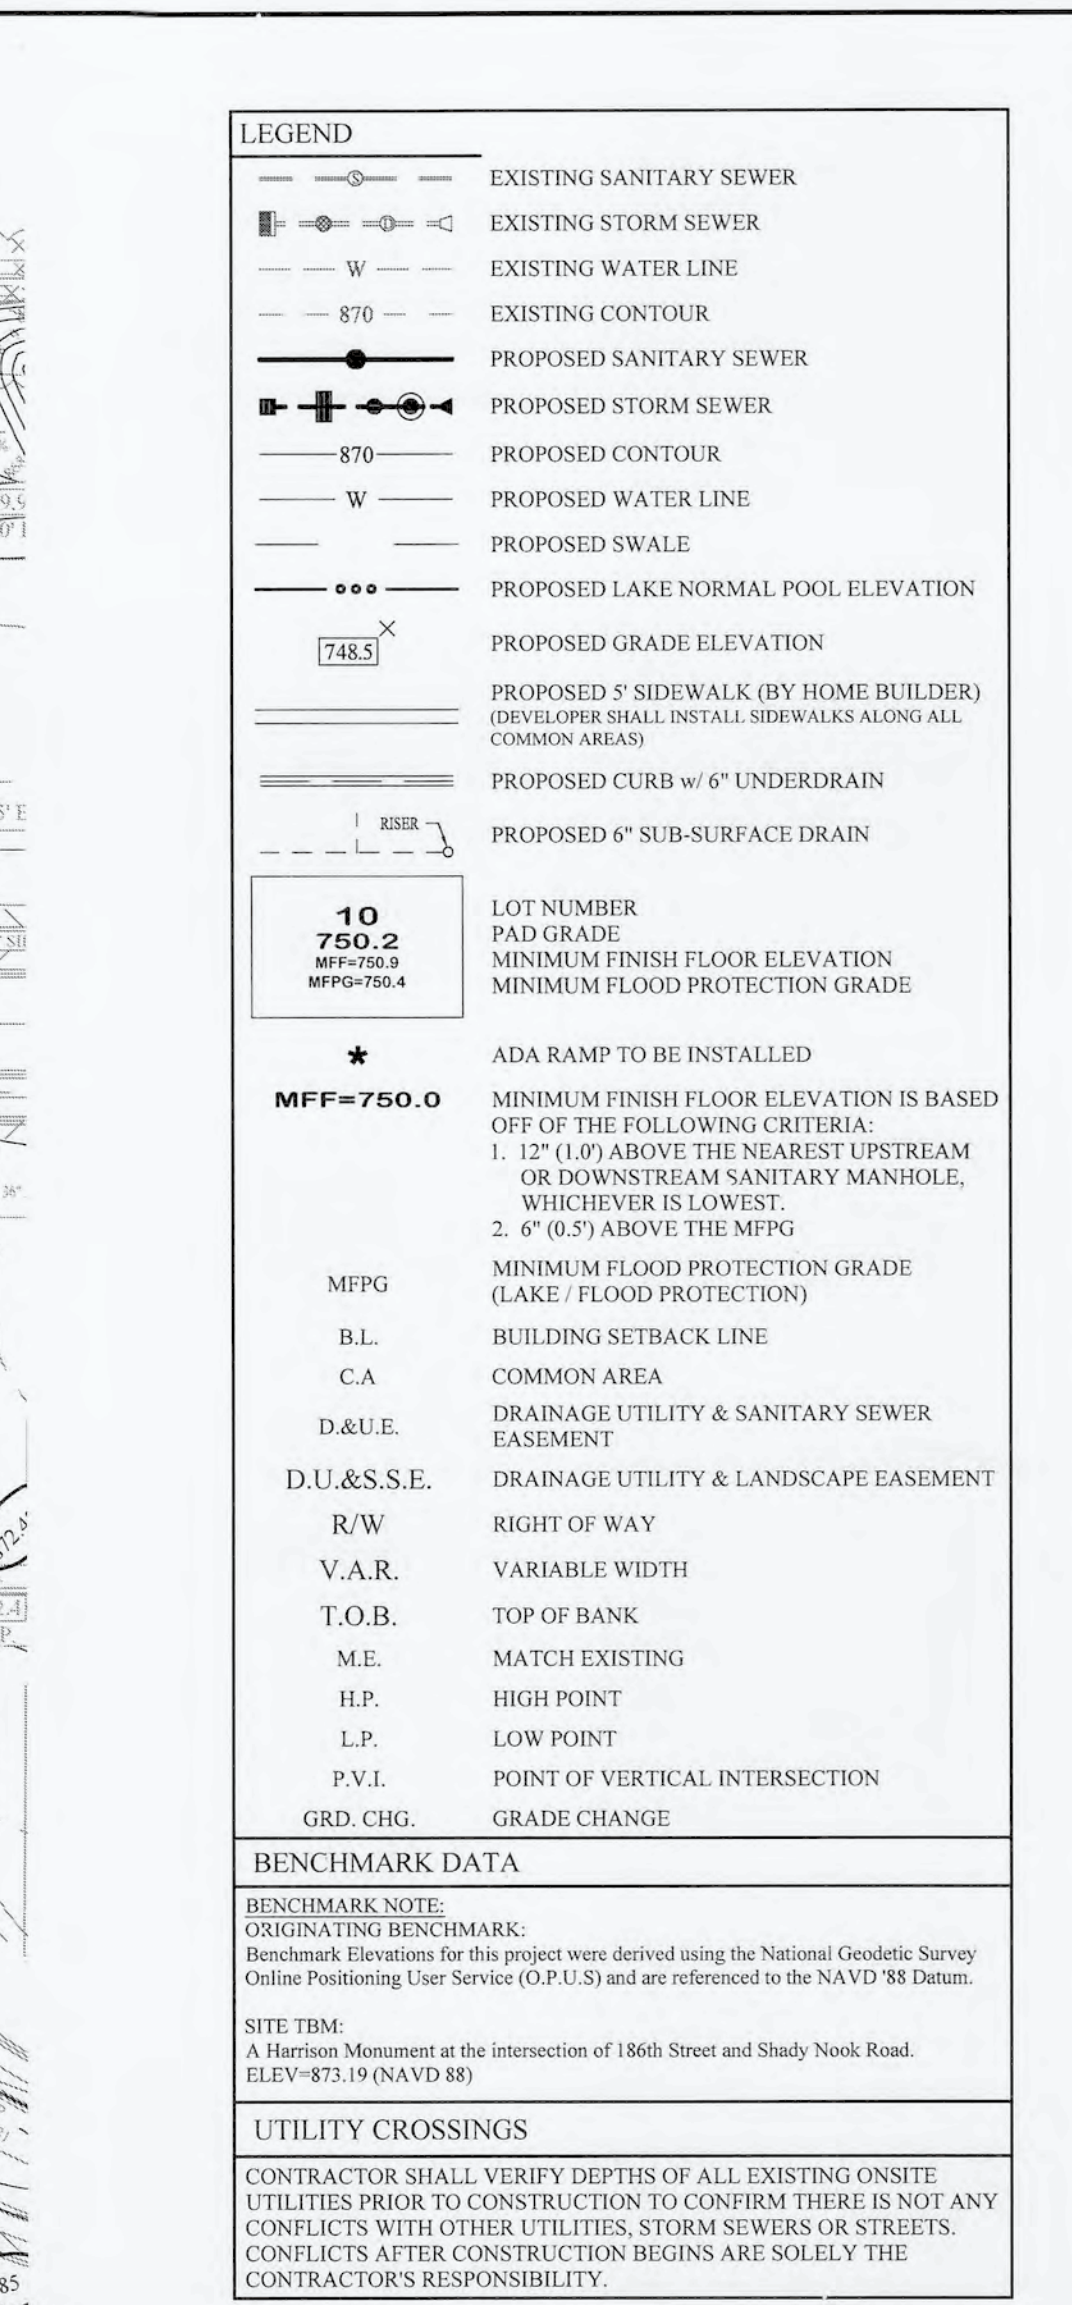 LEGEND
S EXISTING SANITARY SEWER
D EXISTING STORM SEWER
W EXISTING WATER LINE
870 EXISTING CONTOUR
PROPOSED SANITARY SEWER
PROPOSED STORM SEWER
870 PROPOSED CONTOUR
W PROPOSED WATER LINE
PROPOSED SWALE
PROPOSED LAKE NORMAL POOL ELEVATION
748.5 PROPOSED GRADE ELEVATION
PROPOSED 5' SIDEWALK (BY HOME BUILDER)
(DEVELOPER SHALL INSTALL SIDEWALKS ALONG ALL
COMMON AREAS)
PROPOSED CURB w/ 6" UNDERDRAIN
RISER PROPOSED 6" SUB-SURFACE DRAIN
10 LOT NUMBER
750.2 PAD GRADE
MFF=750.9 MINIMUM FINISH FLOOR ELEVATION
MFPG=750.4 MINIMUM FLOOD PROTECTION GRADE
* ADA RAMP TO BE INSTALLED
MFF=750.0 MINIMUM FINISH FLOOR ELEVATION IS BASED
OFF OF THE FOLLOWING CRITERIA:
1. 12" (1.0') ABOVE THE NEAREST UPSTREAM
OR DOWNSTREAM SANITARY MANHOLE,
WHICHEVER IS LOWEST.
2. 6" (0.5') ABOVE THE MFPG
MFPG MINIMUM FLOOD PROTECTION GRADE
(LAKE / FLOOD PROTECTION)
B.L. BUILDING SETBACK LINE
C.A COMMON AREA
D.&U.E. DRAINAGE UTILITY & SANITARY SEWER
EASEMENT
D.U.&S.S.E. DRAINAGE UTILITY & LANDSCAPE EASEMENT
R/W RIGHT OF WAY
V.A.R. VARIABLE WIDTH
T.O.B. TOP OF BANK
M.E. MATCH EXISTING
H.P. HIGH POINT
L.P. LOW POINT
P.V.I. POINT OF VERTICAL INTERSECTION
GRD. CHG. GRADE CHANGE
BENCHMARK DATA
BENCHMARK NOTE:
ORIGINATING BENCHMARK:
Benchmark Elevations for this project were derived using the National Geodetic Survey
Online Positioning User Service (O.P.U.S) and are referenced to the NAVD '88 Datum.
SITE TBM:
A Harrison Monument at the intersection of 186th Street and Shady Nook Road.
ELEV=873.19 (NAVD 88)
UTILITY CROSSINGS
CONTRACTOR SHALL VERIFY DEPTHS OF ALL EXISTING ONSITE
UTILITIES PRIOR TO CONSTRUCTION TO CONFIRM THERE IS NOT ANY
CONFLICTS WITH OTHER UTILITIES, STORM SEWERS OR STREETS.
CONFLICTS AFTER CONSTRUCTION BEGINS ARE SOLELY THE
CONTRACTOR'S RESPONSIBILITY.
36"
85